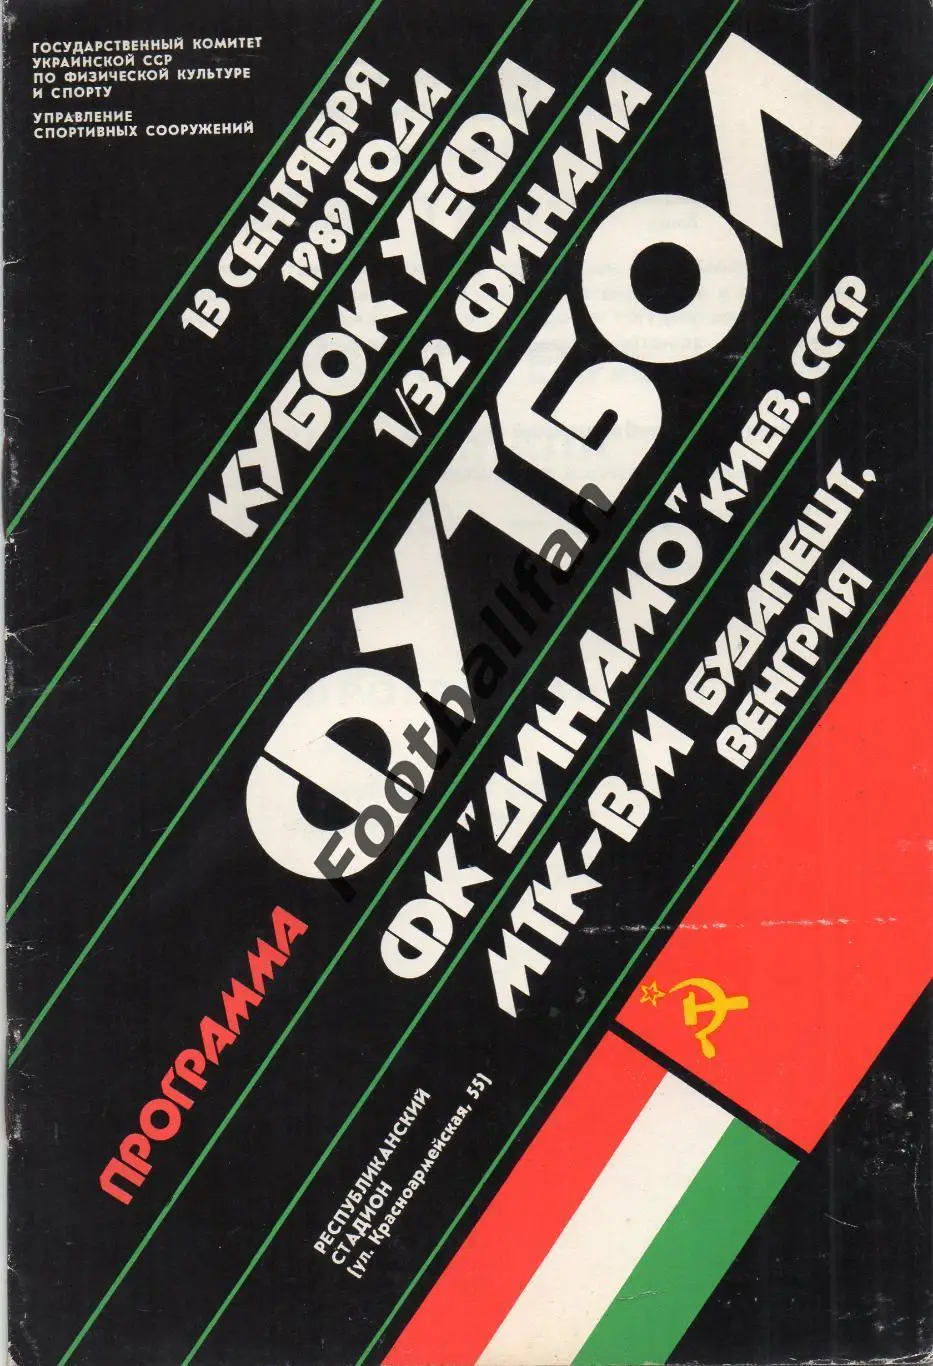 ГОСУДАРСТВЕННЫЙ КОМИТЕТ
УКРАИНСКОЙ ССР
ПО ФИЗИЧЕСКОЙ КУЛЬТУРЕ
И СПОРТУ
УПРАВЛЕНИЕ
СПОРТИВНЫХ СООРУЖЕНИЙ
13 СЕНТЯБРЯ
1989 ГОДА
КУБОК УЕФА
1/32 ФИНАЛА
ПРОГРАММА
ФУТБОЛ
ФК "ДИНАМО" КИЕВ, СССР
МТК-ВМ БУДАПЕШТ,
ВЕНГРИЯ
РЕСПУБЛИКАНСКИЙ
СТАДИОН
(ул. Красноармейская, 55)
Footballfan